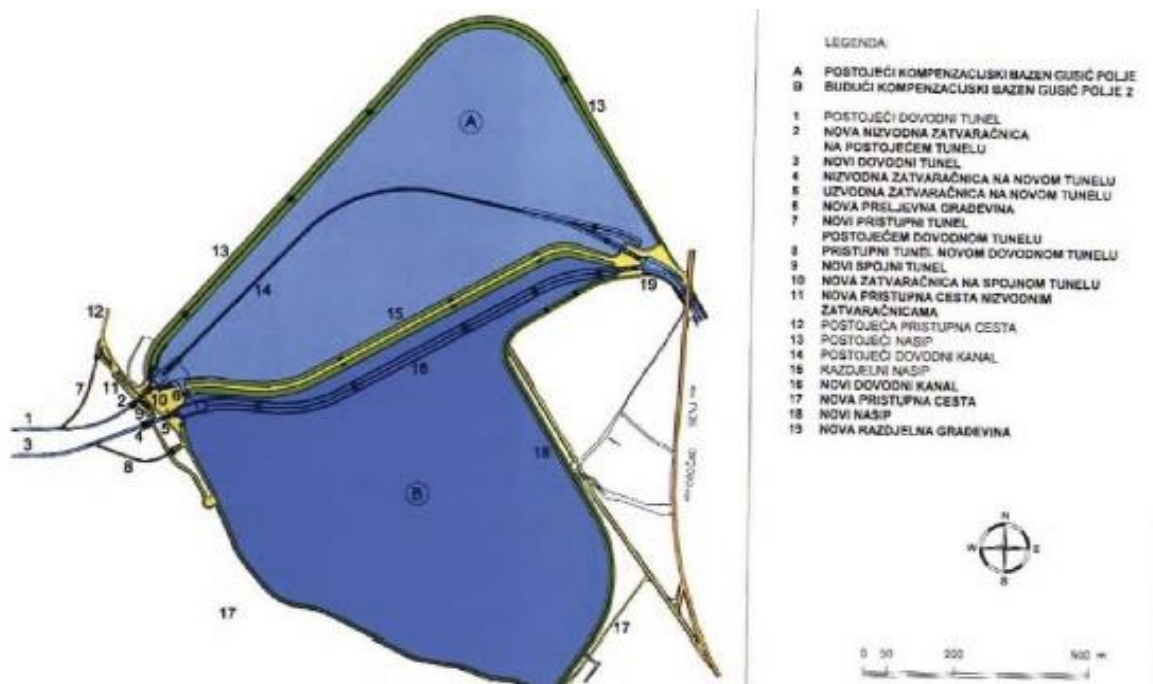 13
A
13
14
15
19
12
16
7
11
2
10
6
9
1
5
4
3
8
18
SENJ
OTOČAC
B
17
17
LEGENDA:
A POSTOJEĆI KOMPENZACIJSKI BAZEN GUSIĆ POLJE
B BUDUĆI KOMPENZACIJSKI BAZEN GUSIĆ POLJE 2
1 POSTOJEĆI DOVODNI TUNEL
2 NOVA NIZVODNA ZATVARAČNICA
NA POSTOJEĆEM TUNELU
3 NOVI DOVODNI TUNEL
4 NIZVODNA ZATVARAČNICA NA NOVOM TUNELU
5 UZVODNA ZATVARAČNICA NA NOVOM TUNELU
6 NOVA PRELJEVNA GRAĐEVINA
7 NOVI PRISTUPNI TUNEL
POSTOJEĆEM DOVODNOM TUNELU
8 PRISTUPNI TUNEL NOVOM DOVODNOM TUNELU
9 NOVI SPOJNI TUNEL
10 NOVA ZATVARAČNICA NA SPOJNOM TUNELU
11 NOVA PRISTUPNA CESTA NIZVODNIM
ZATVARAČNICAMA
12 POSTOJEĆA PRISTUPNA CESTA
13 POSTOJEĆI NASIP
14 POSTOJEĆI DOVODNI KANAL
15 RAZDJELNI NASIP
16 NOVI DOVODNI KANAL
17 NOVA PRISTUPNA CESTA
18 NOVI NASIP
19 NOVA RAZDJELNA GRAĐEVINA
N
W E
S
0 50 200 500 m